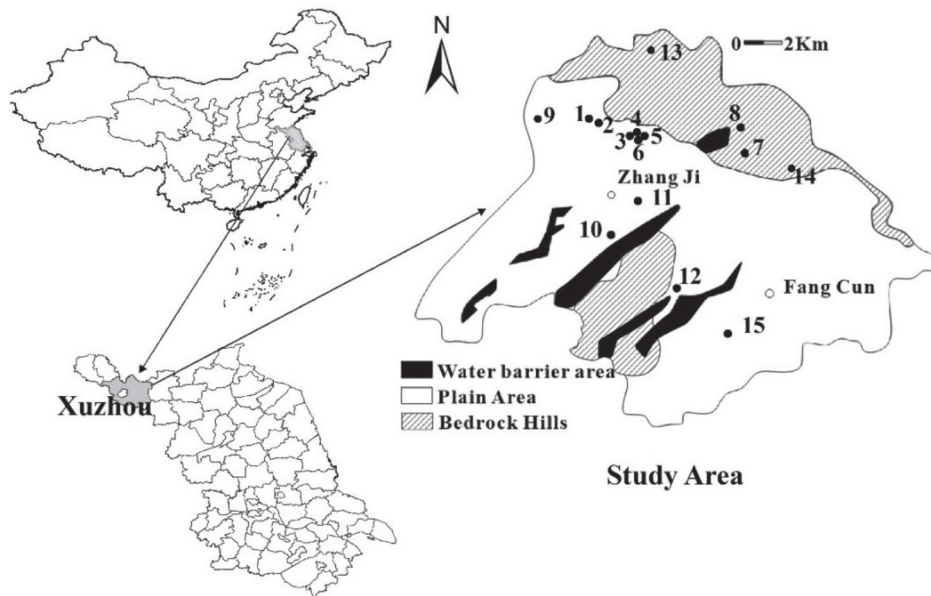 N
0 2Km
13
9
1
2
4
3
5
6
8
7
14
Zhang Ji
11
10
12
Fang Cun
15
Water barrier area
Plain Area
Bedrock Hills
Xuzhou
Study Area